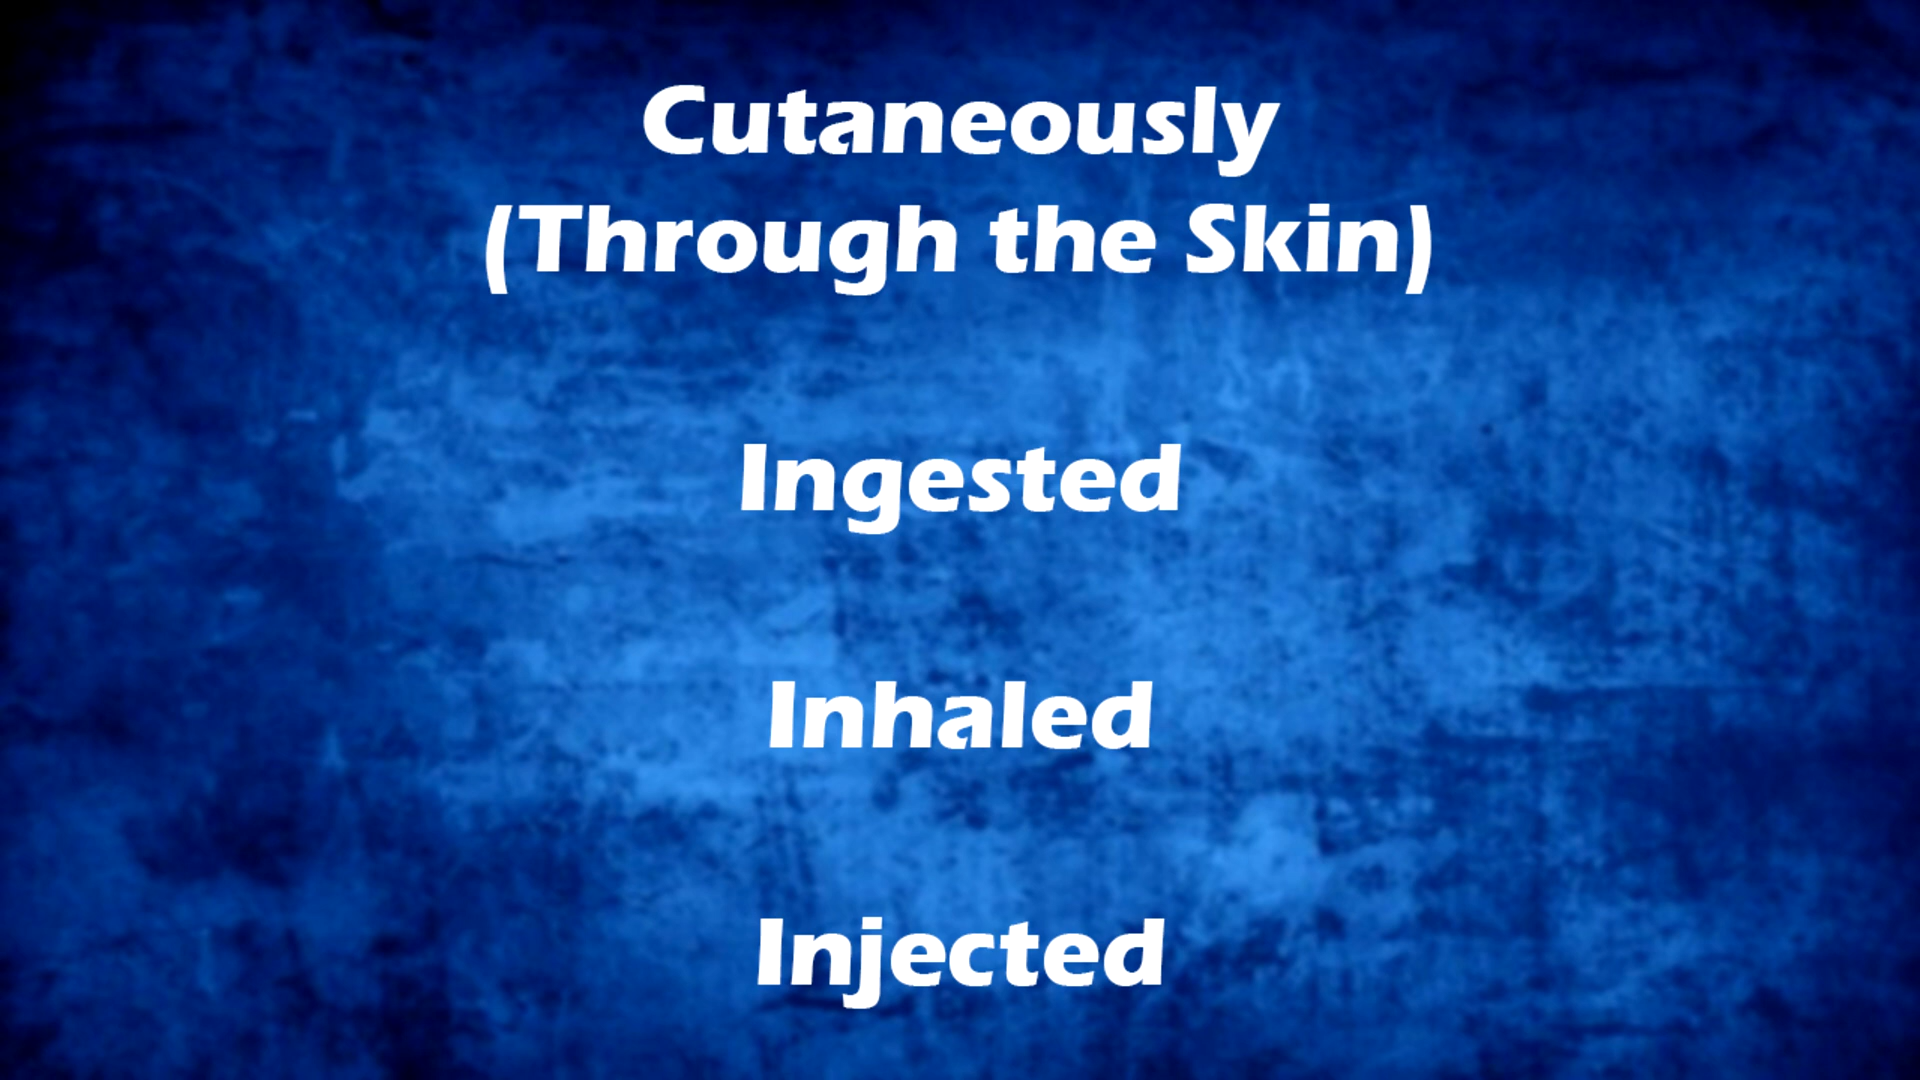 Cutaneously
(Through the Skin)
Ingested
Inhaled
Injected